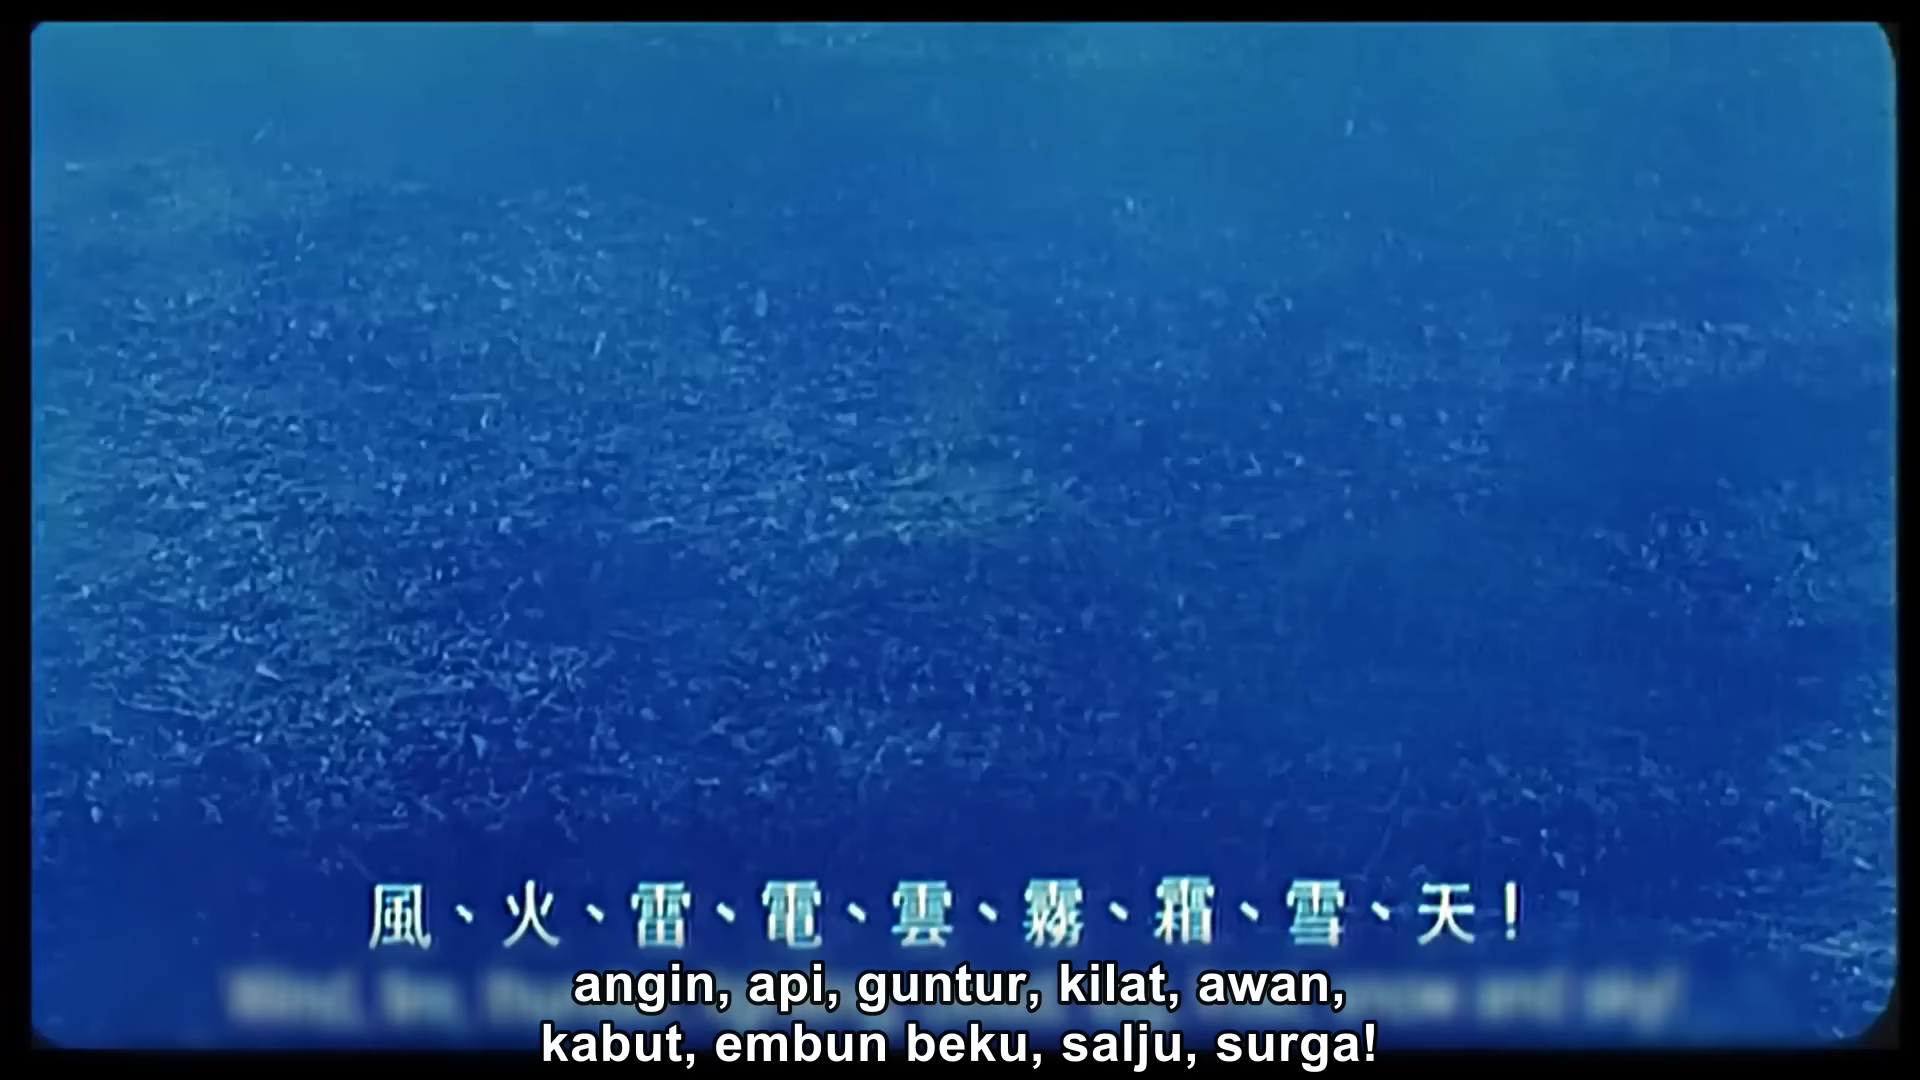 風、火、雷、電、雲、霧、霜、雪、天！
angin, api, guntur, kilat, awan,
kabut, embun beku, salju, surga!